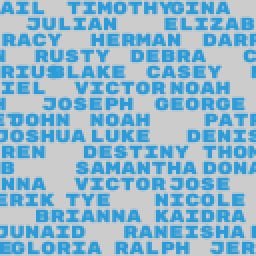 AIL TIMOTHY GINA
JULIAN ELIZAB
RACY HERMAN DARR
N RUSTY DEBRA C
RIUS BLAKE CASEY
IEL VICTOR NOAH
H JOSEPH GEORGE
ET JOHN NOAH PATR
JOSHUA LUKE DENIS
REN DESTINY THOM
B SAMANTHA DONA
NNA VICTOR JOSE
ERIK TYE NICOLE
BRIANNA KAIDRA
JUNAID RANEISHA
E GLORIA RALPH JER